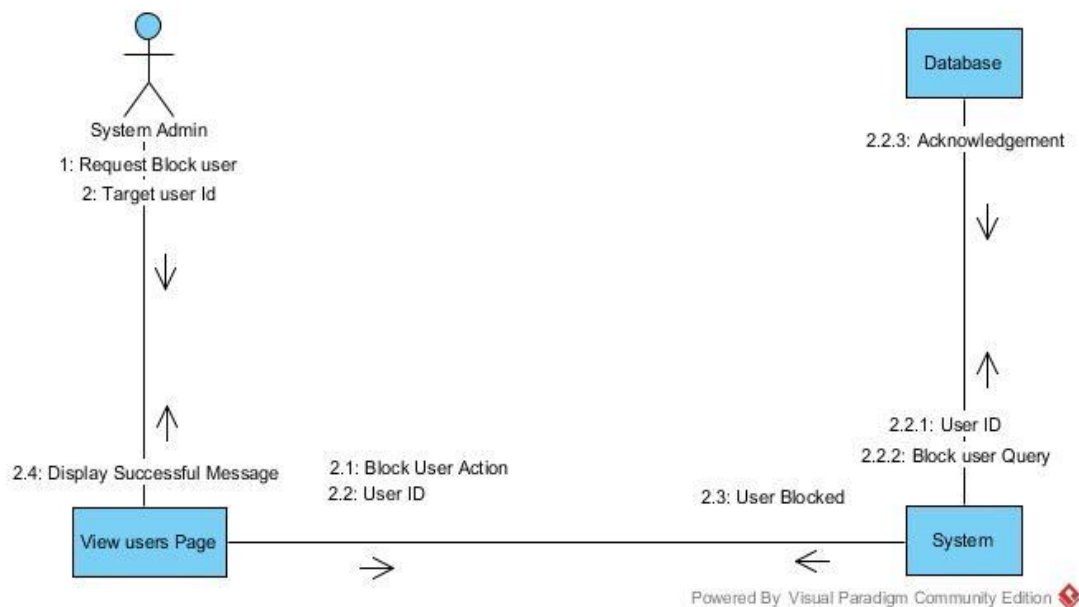 System Admin
1: Request Block user
2: Target user Id
Database
2.2.3: Acknowledgement
2.2.1: User ID
2.2.2: Block user Query
2.4: Display Successful Message
2.1: Block User Action
2.2: User ID
2.3: User Blocked
View users Page
System
Powered By Visual Paradigm Community Edition